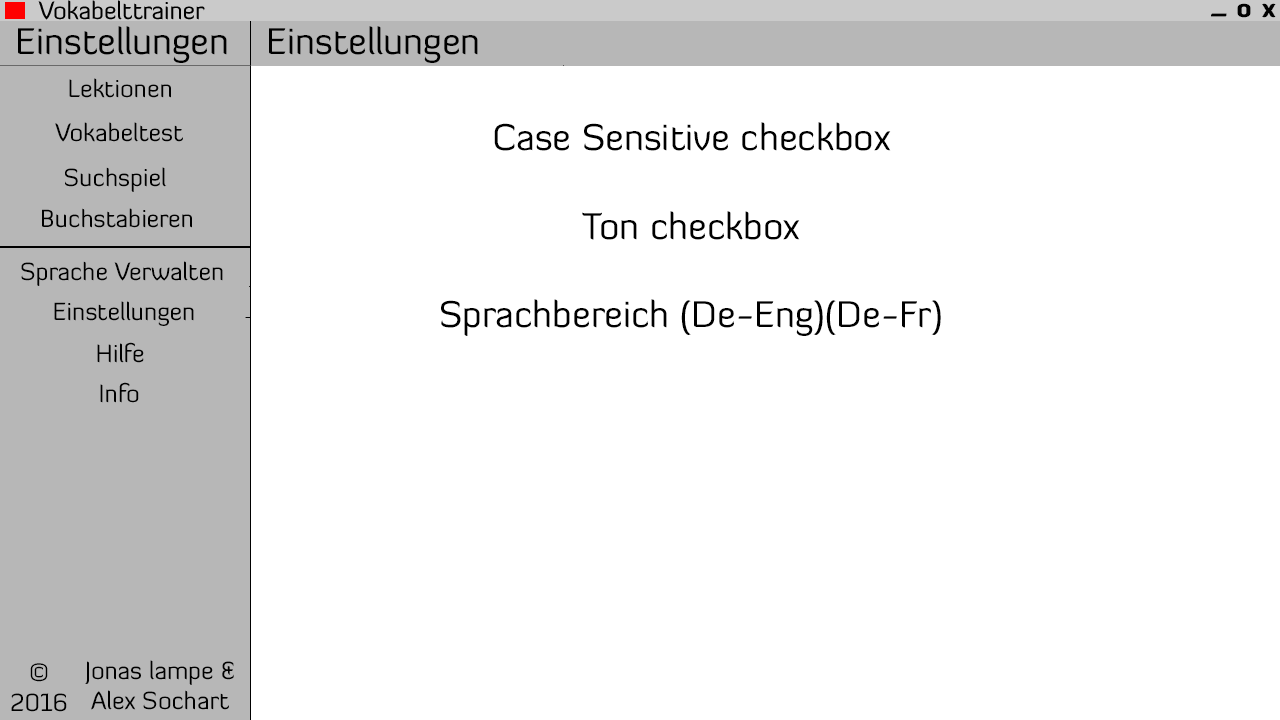 Vokabelttrainer
_ O X
Einstellungen
Einstellungen
Lektionen
Vokabeltest
Suchspiel
Buchstabieren
Sprache Verwalten
Einstellungen
Hilfe
Info
Case Sensitive checkbox
Ton checkbox
Sprachbereich (De-Eng)(De-Fr)
© Jonas lampe &
2016 Alex Sochart